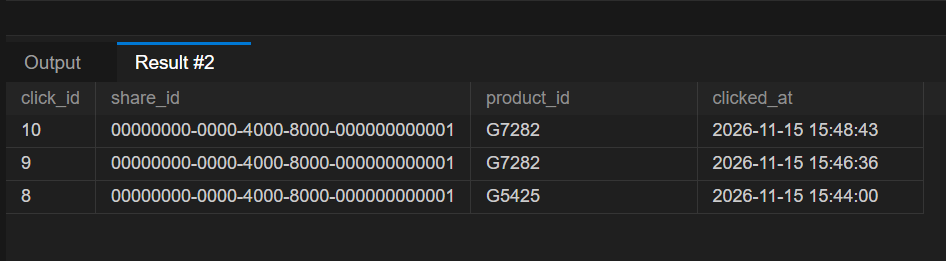 Output Result #2
click_id share_id product_id clicked_at
10 00000000-0000-4000-8000-000000000001 G7282 2026-11-15 15:48:43
9 00000000-0000-4000-8000-000000000001 G7282 2026-11-15 15:46:36
8 00000000-0000-4000-8000-000000000001 G5425 2026-11-15 15:44:00